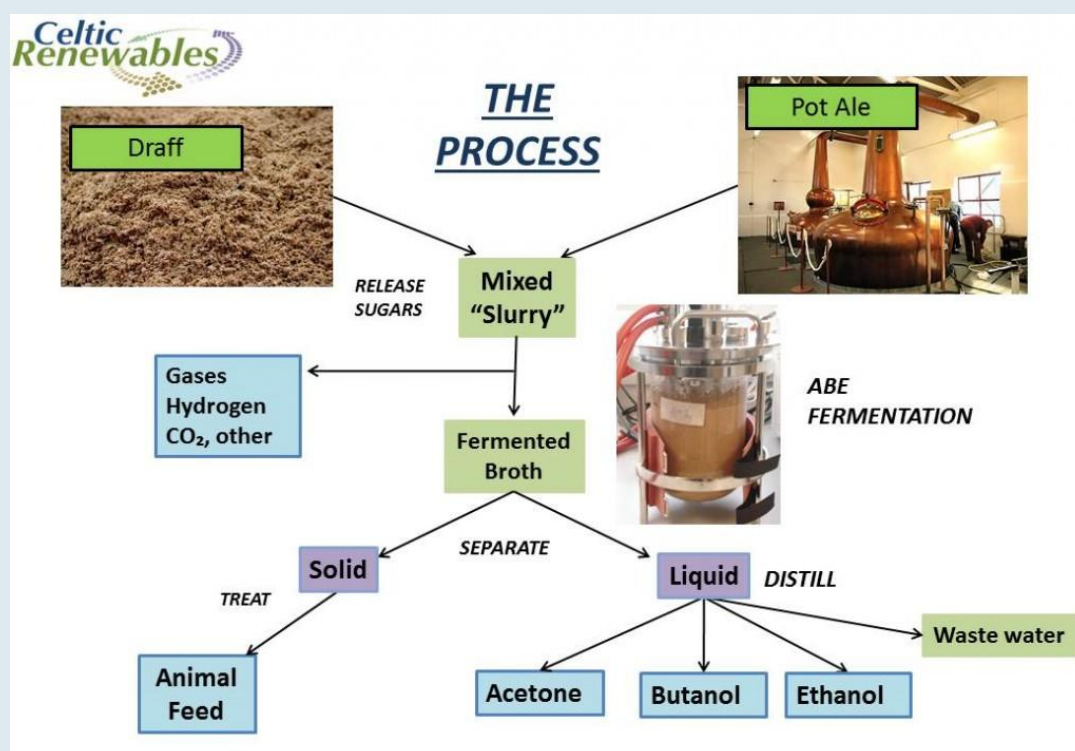 Celtic
Renewables
THE
PROCESS
Draff
Pot Ale
RELEASE
SUGARS
Mixed
“Slurry”
Gases
Hydrogen
CO₂, other
ABE
FERMENTATION
Fermented
Broth
SEPARATE
Solid
Liquid
DISTILL
TREAT
Waste water
Animal
Feed
Acetone
Butanol
Ethanol